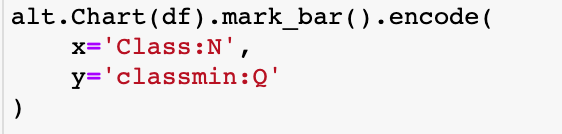 alt.Chart(df).mark_bar().encode(
    x='Class:N',
    y='classmin:Q'
)